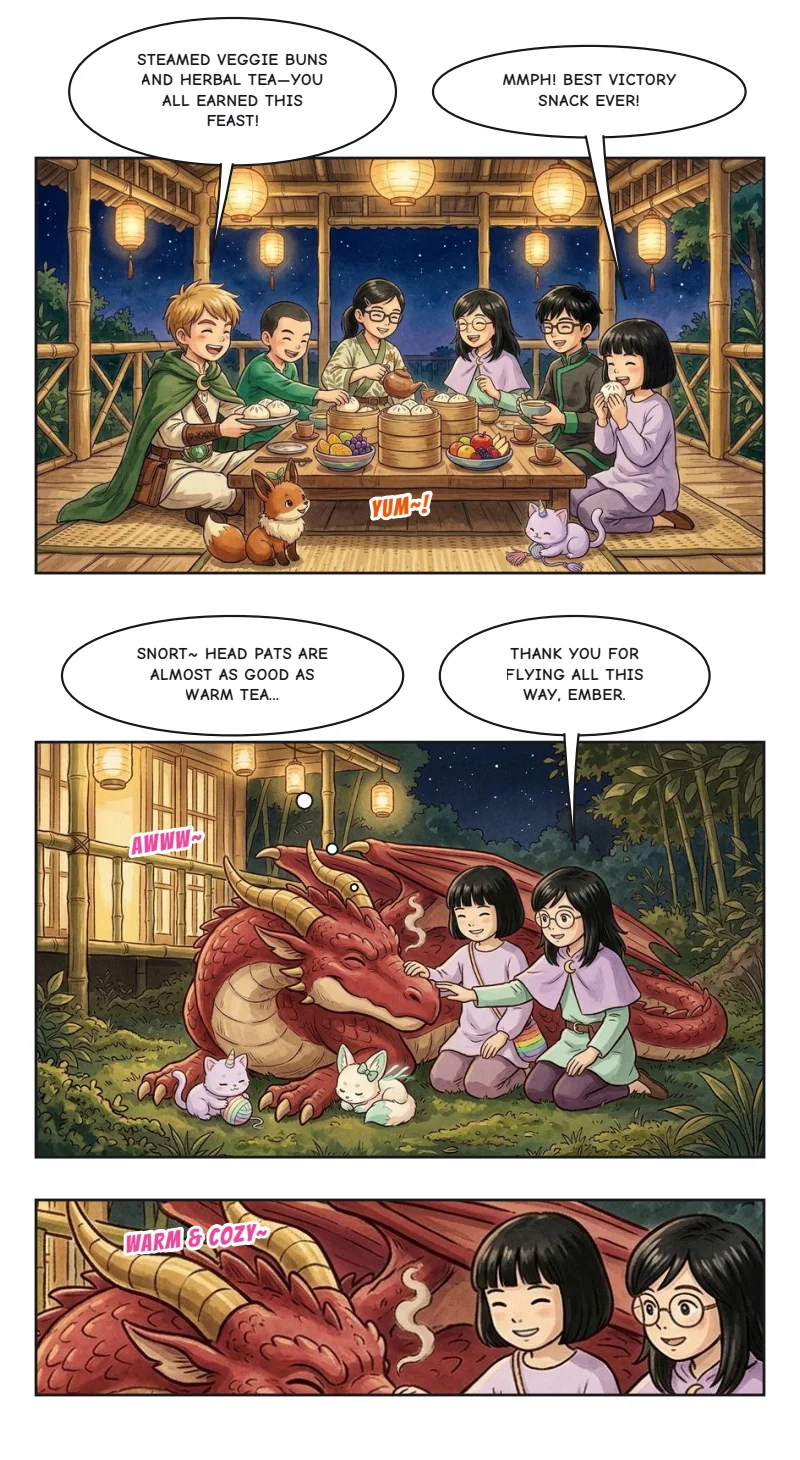 STEAMED VEGGIE BUNS
AND HERBAL TEA—YOU
ALL EARNED THIS
FEAST!
MMPH! BEST VICTORY
SNACK EVER!
YUM~!
SNORT~ HEAD PATS ARE
ALMOST AS GOOD AS
WARM TEA...
THANK YOU FOR
FLYING ALL THIS
WAY, EMBER.
AWWW~
WARM & COZY~